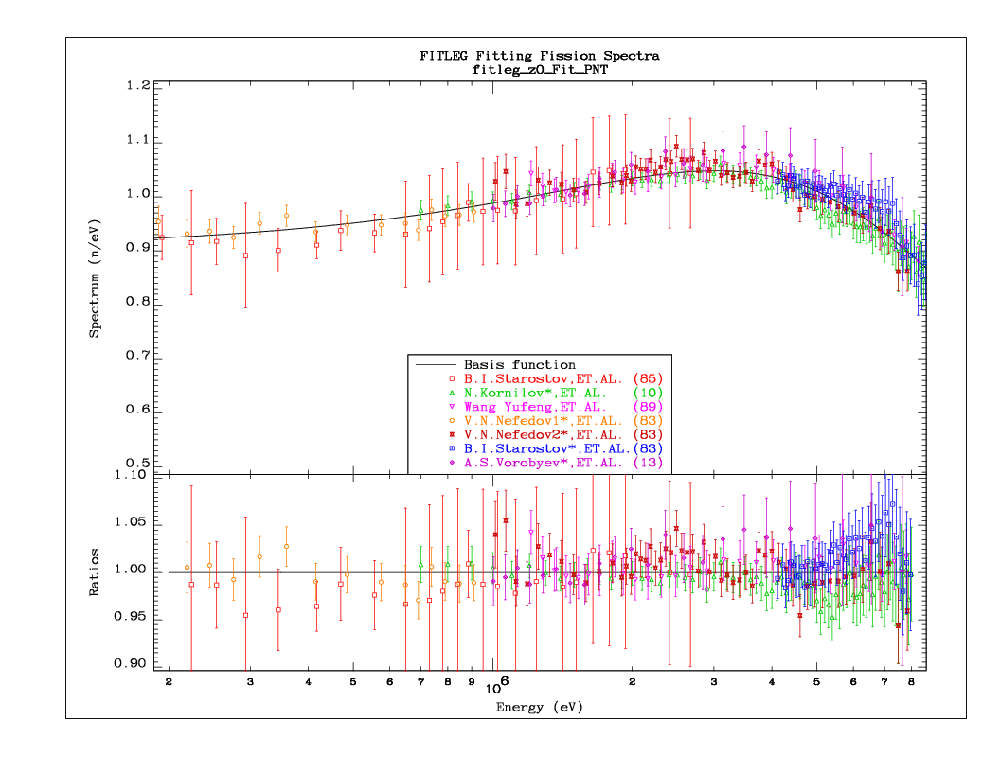 FITLEG Fitting Fission Spectra
fitleg_z0_Fit_PNT
1.2
1.1
1.0
0.9
0.8
0.7
0.6
0.5
Spectrum (n/eV)
Basis function
B.I.Starostov,ET.AL. (85)
N.Kornilov*,ET.AL. (10)
Wang Yufeng,ET.AL. (89)
V.N.Nefedov1*,ET.AL. (83)
V.N.Nefedov2*,ET.AL. (83)
B.I.Starostov*,ET.AL.(83)
A.S.Vorobyev*,ET.AL. (13)
1.10
1.05
1.00
0.95
0.90
Ratios
2 3 4 5 6 7 8 9 10⁶ 2 3 4 5 6 7 8
Energy (eV)